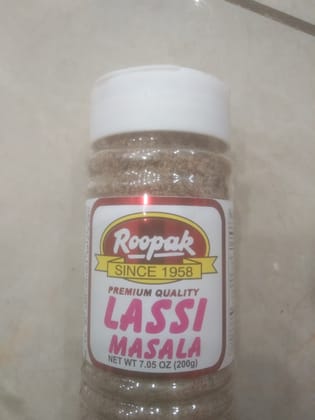 Roopak
SINCE 1958
PREMIUM QUALITY
LASSI
MASALA
NET WT 7.05 OZ (200g)